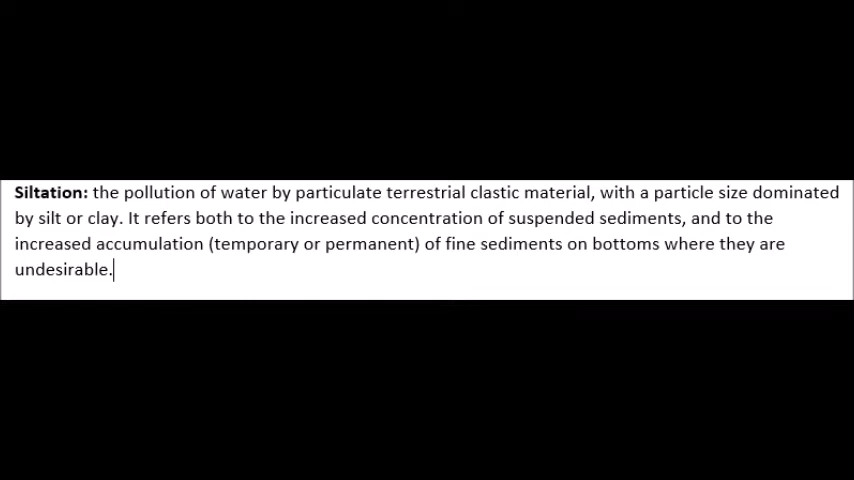 Siltation: the pollution of water by particulate terrestrial clastic material, with a particle size dominated
by silt or clay. It refers both to the increased concentration of suspended sediments, and to the
increased accumulation (temporary or permanent) of fine sediments on bottoms where they are
undesirable.